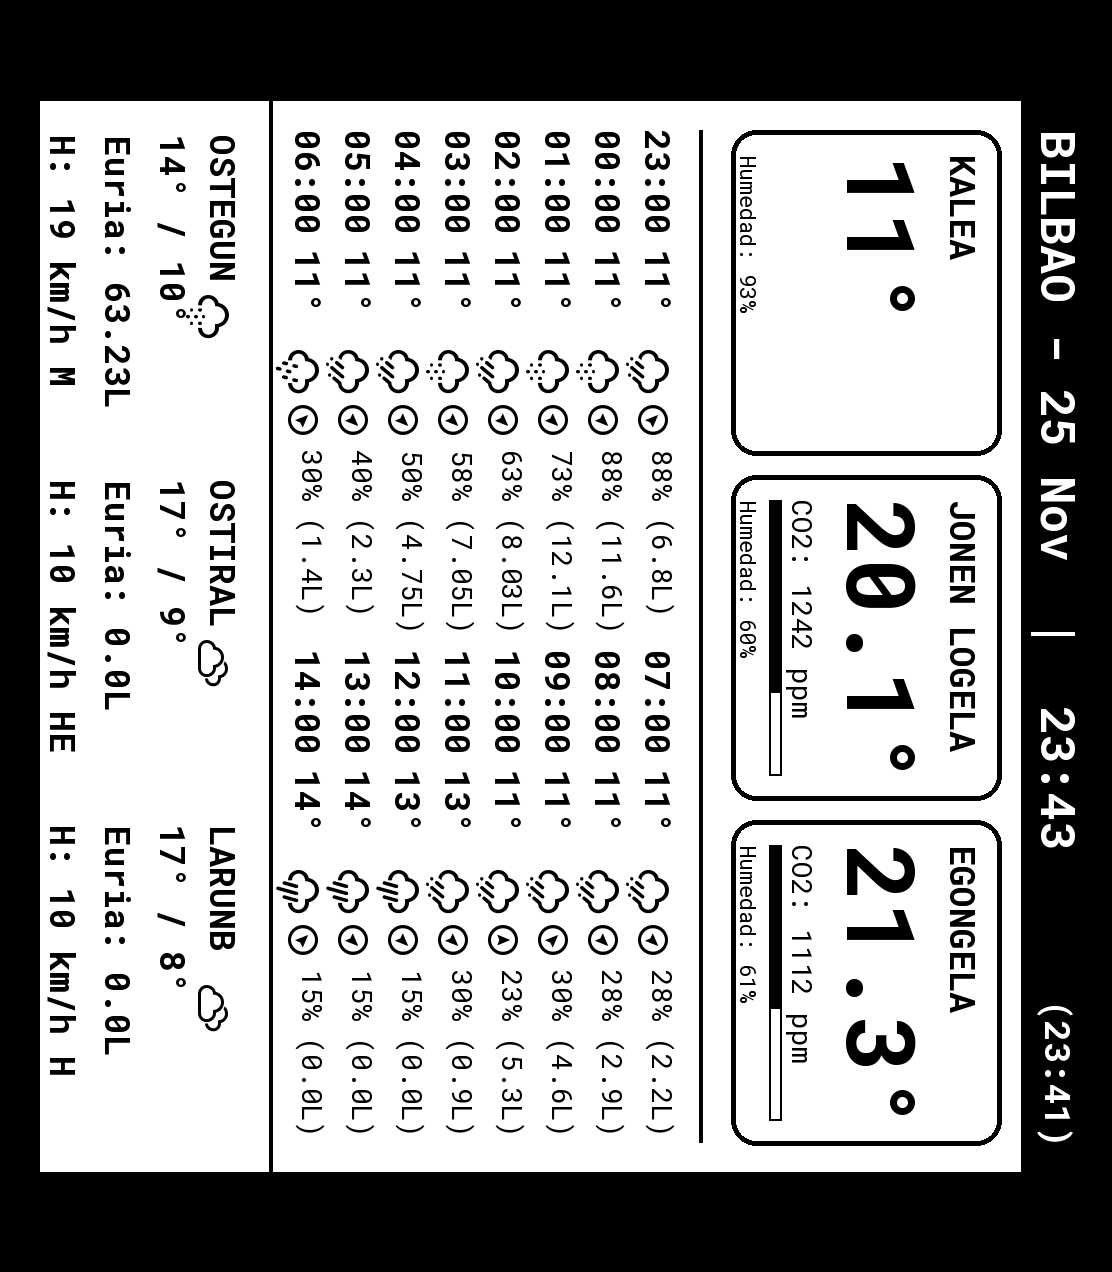 BILBAO - 25 Nov | 23:43 (23:41)
KALEA
11°
Humedad: 93%
JONEN LOGELA
20.1°
CO2: 1242 ppm
Humedad: 60%
EGONGELA
21.3°
CO2: 1112 ppm
Humedad: 61%
23:00 11° 88% (6.8L)
00:00 11° 88% (11.6L)
01:00 11° 73% (12.1L)
02:00 11° 63% (8.03L)
03:00 11° 58% (7.05L)
04:00 11° 50% (4.75L)
05:00 11° 40% (2.3L)
06:00 11° 30% (1.4L)
07:00 11° 28% (2.2L)
08:00 11° 28% (2.9L)
09:00 11° 30% (4.6L)
10:00 11° 23% (5.3L)
11:00 13° 30% (0.9L)
12:00 13° 15% (0.0L)
13:00 14° 15% (0.0L)
14:00 14° 15% (0.0L)
OSTEGUN
14° / 10°
Euria: 63.23L
H: 19 km/h M
OSTIRAL
17° / 9°
Euria: 0.0L
H: 10 km/h HE
LARUNB
17° / 8°
Euria: 0.0L
H: 10 km/h H